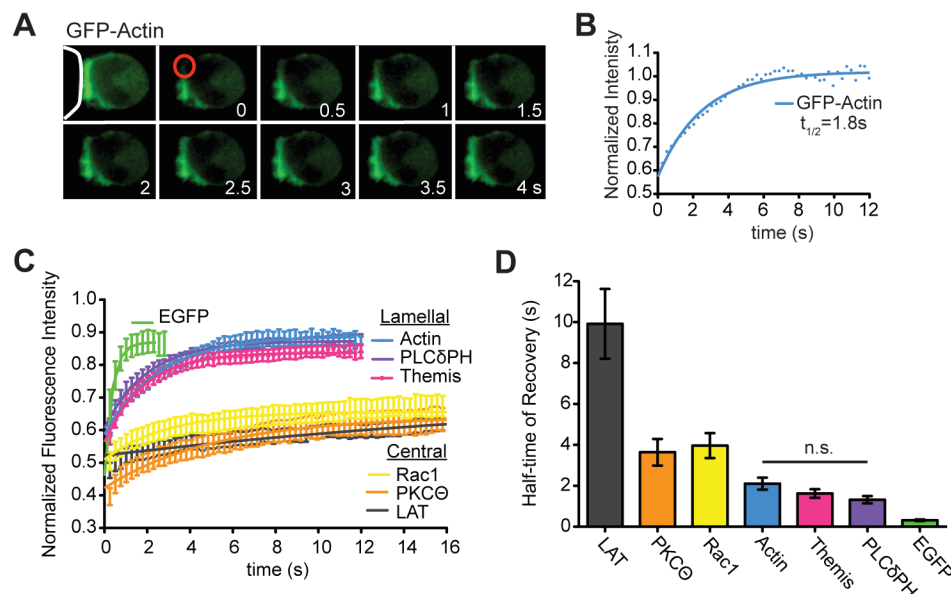 A
GFP-Actin
0
0.5
1
1.5
2
2.5
3
3.5
4 s
B
Normalized Intenisty
1.1
1.0
0.9
0.8
0.7
0.6
0.5
0 2 4 6 8 10 12
time (s)
GFP-Actin
t1/2=1.8s
C
Normalized Fluorescence Intensity
1.0
0.9
0.8
0.7
0.6
0.5
0.4
0.3
0 2 4 6 8 10 12 14 16
time (s)
EGFP
Lamellal
Actin
PLCδPH
Themis
Central
Rac1
PKCΘ
LAT
D
Half-time of Recovery (s)
12
10
8
6
4
2
0
n.s.
LAT
PKCΘ
Rac1
Actin
Themis
PLCδPH
EGFP